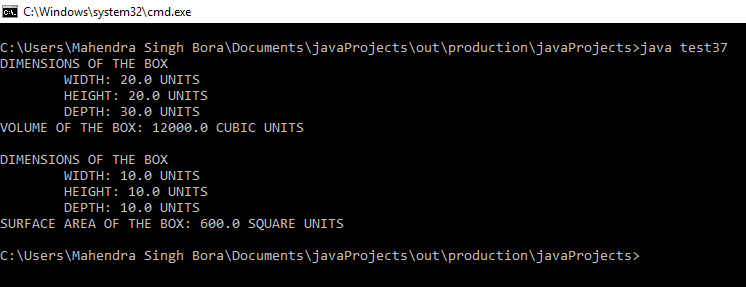 C:\Windows\system32\cmd.exe
C:\Users\Mahendra Singh Bora\Documents\javaProjects\out\production\javaProjects>java test37
DIMENSIONS OF THE BOX
        WIDTH: 20.0 UNITS
        HEIGHT: 20.0 UNITS
        DEPTH: 30.0 UNITS
VOLUME OF THE BOX: 12000.0 CUBIC UNITS
DIMENSIONS OF THE BOX
        WIDTH: 10.0 UNITS
        HEIGHT: 10.0 UNITS
        DEPTH: 10.0 UNITS
SURFACE AREA OF THE BOX: 600.0 SQUARE UNITS
C:\Users\Mahendra Singh Bora\Documents\javaProjects\out\production\javaProjects>